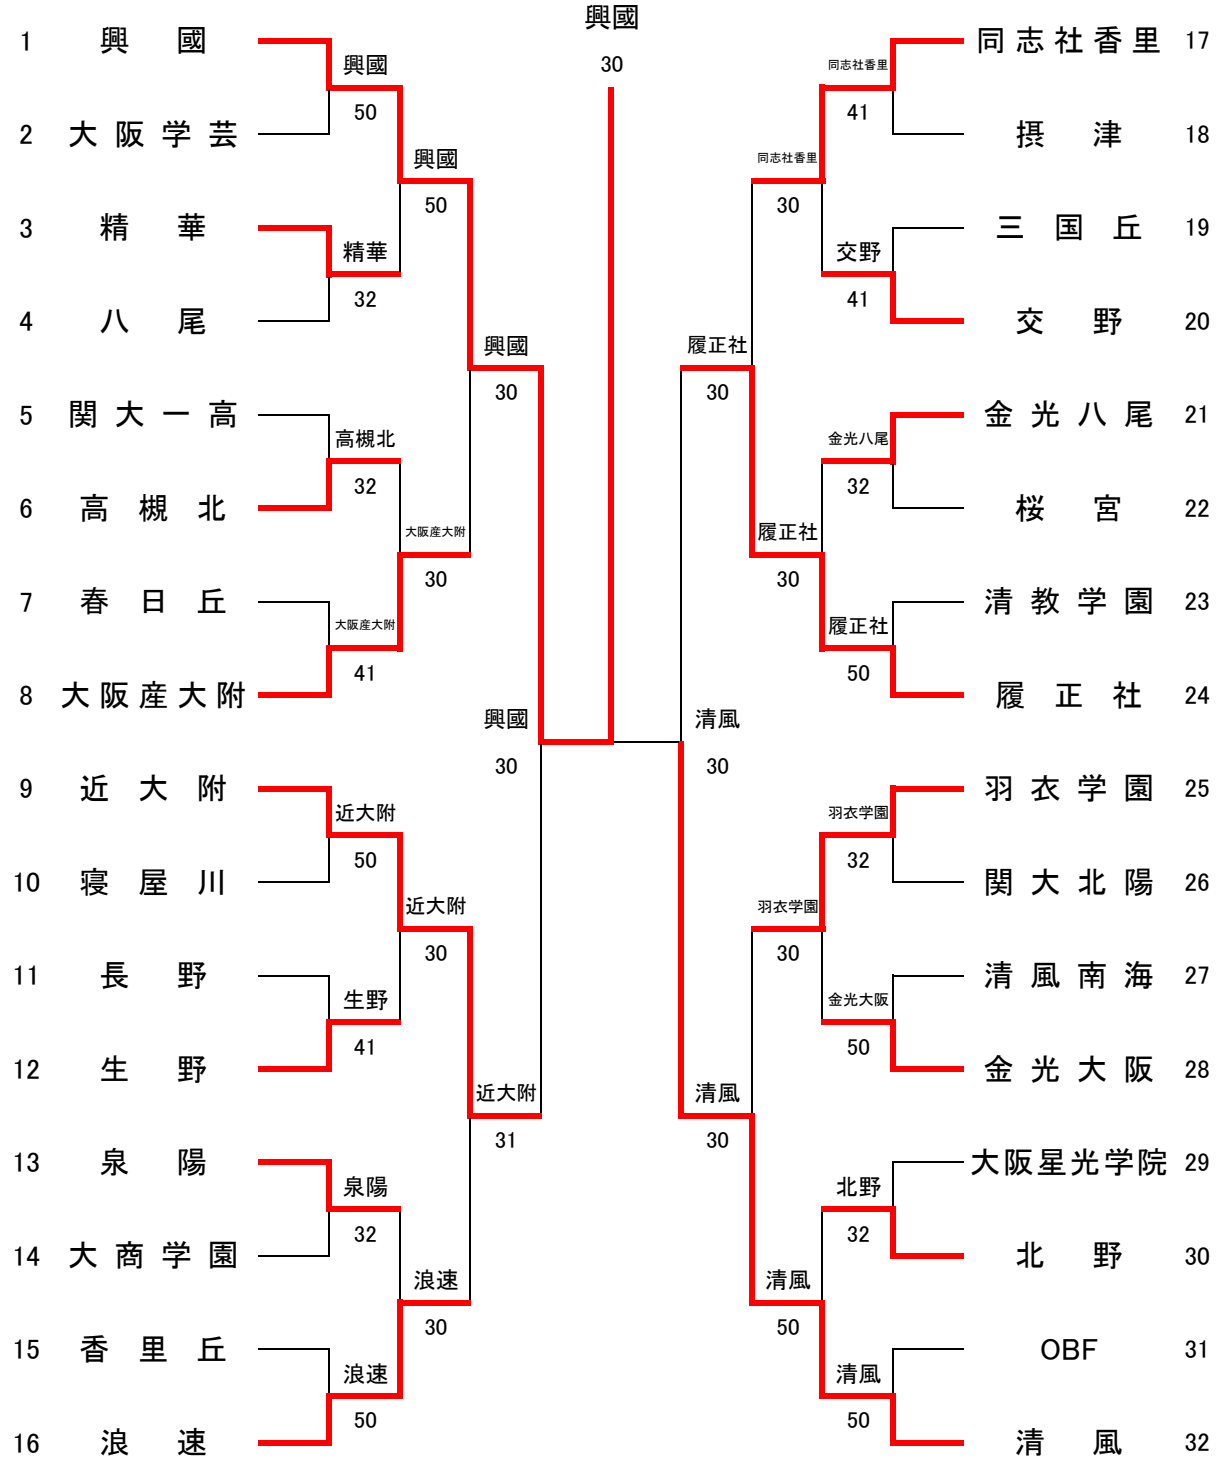 興國
30
1 興國
興國
50
2 大阪学芸
興國
50
3 精華
精華
32
4 八尾
興國
30
5 関大一高
高槻北
32
6 高槻北
大阪産大附
30
7 春日丘
大阪産大附
41
8 大阪産大附
興國
30
9 近大附
近大附
50
10 寝屋川
近大附
30
11 長野
生野
41
12 生野
近大附
31
13 泉陽
泉陽
32
14 大商学園
浪速
30
15 香里丘
浪速
50
16 浪速
同志社香里 17
同志社香里
41
摂津 18
同志社香里
30
三国丘 19
交野
41
交野 20
履正社
30
金光八尾 21
金光八尾
32
桜宮 22
履正社
30
清教学園 23
履正社
50
履正社 24
清風
30
羽衣学園 25
羽衣学園
32
関大北陽 26
羽衣学園
30
清風南海 27
金光大阪
50
金光大阪 28
清風
30
大阪星光学院 29
北野
32
北野 30
清風
50
OBF 31
清風
50
清風 32